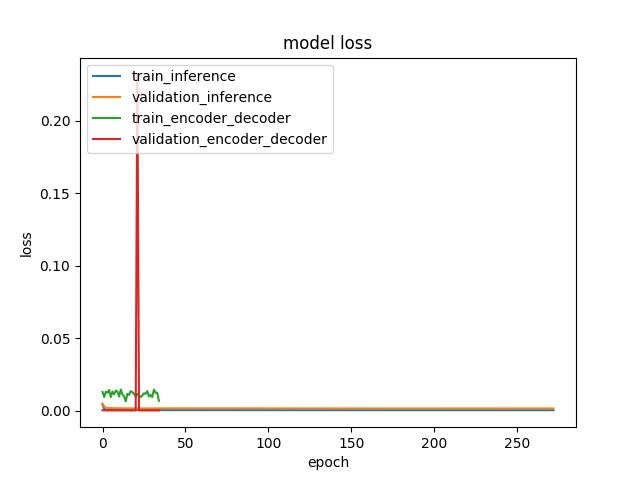 model loss
train_inference
validation_inference
train_encoder_decoder
validation_encoder_decoder
0.20
0.15
0.10
0.05
0.00
loss
0 50 100 150 200 250
epoch